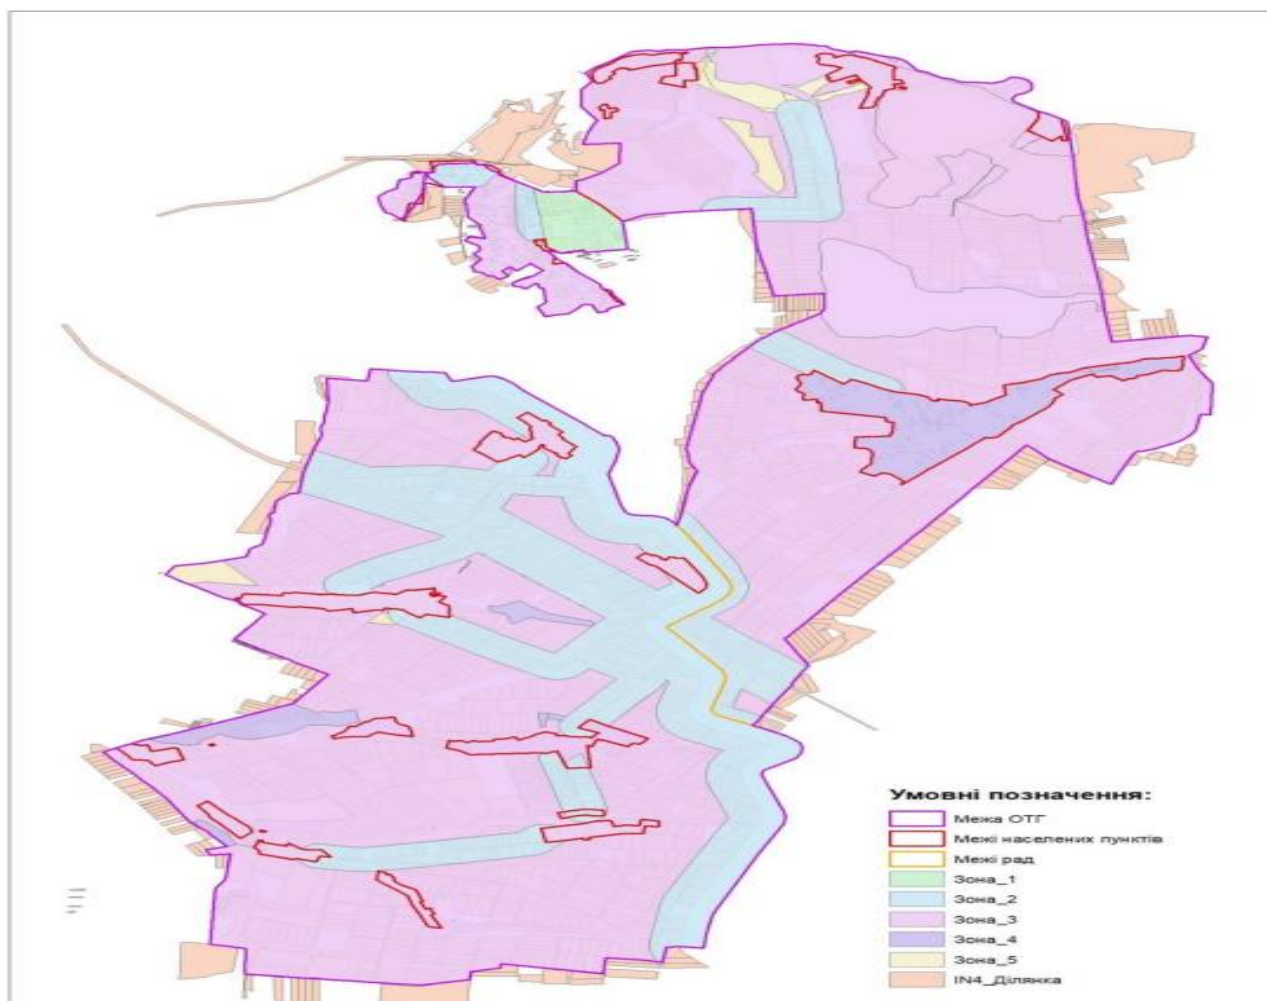 Умовні позначення:
Межа ОТГ
Межі населених пунктів
Межі рад
Зона_1
Зона_2
Зона_3
Зона_4
Зона_5
IN4_Ділянка